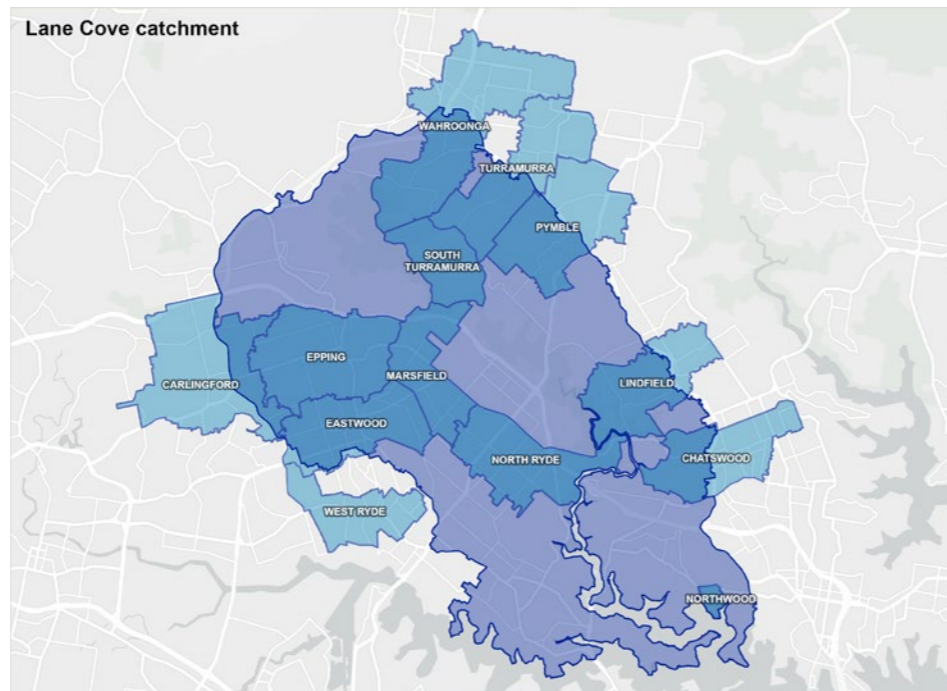 Lane Cove catchment
WAHROONGA
TURRAMURRA
PYMBLE
SOUTH
TURRAMURRA
EPPING
MARSFIELD
CARLINGFORD
LINDFIELD
EASTWOOD
NORTH RYDE
CHATSWOOD
WEST RYDE
NORTHWOOD